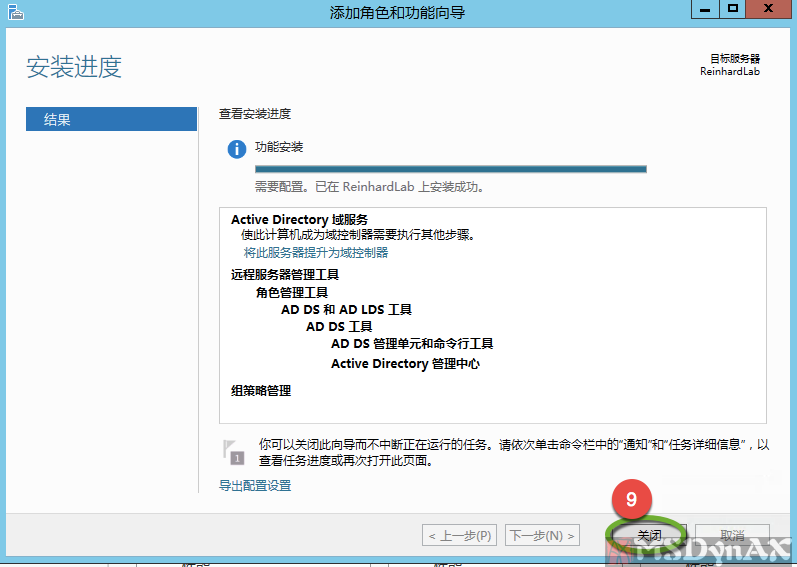 添加角色和功能向导
安装进度
目标服务器
ReinhardLab
结果
查看安装进度
功能安装
需要配置。已在 ReinhardLab 上安装成功。
Active Directory 域服务
使此计算机成为域控制器需要执行其他步骤。
将此服务器提升为域控制器
远程服务器管理工具
角色管理工具
AD DS 和 AD LDS 工具
AD DS 工具
AD DS 管理单元和命令行工具
Active Directory 管理中心
组策略管理
1
你可以关闭此向导而不中断正在运行的任务。请依次单击命令栏中的“通知”和“任务详细信息”，以
查看任务进度或再次打开此页面。
导出配置设置
9
< 上一步(P)
下一步(N) >
关闭
取消
MSDynAX